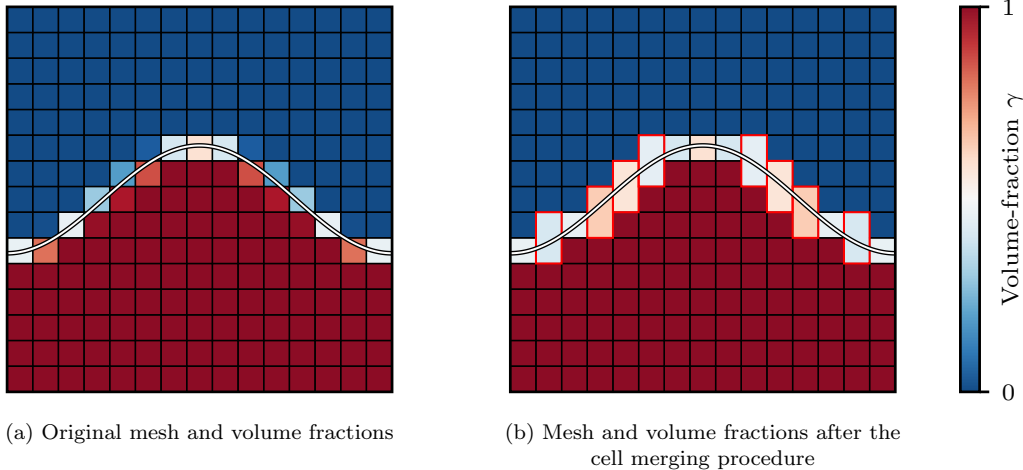 1
Volume-fraction γ
0
(a) Original mesh and volume fractions
(b) Mesh and volume fractions after the
cell merging procedure